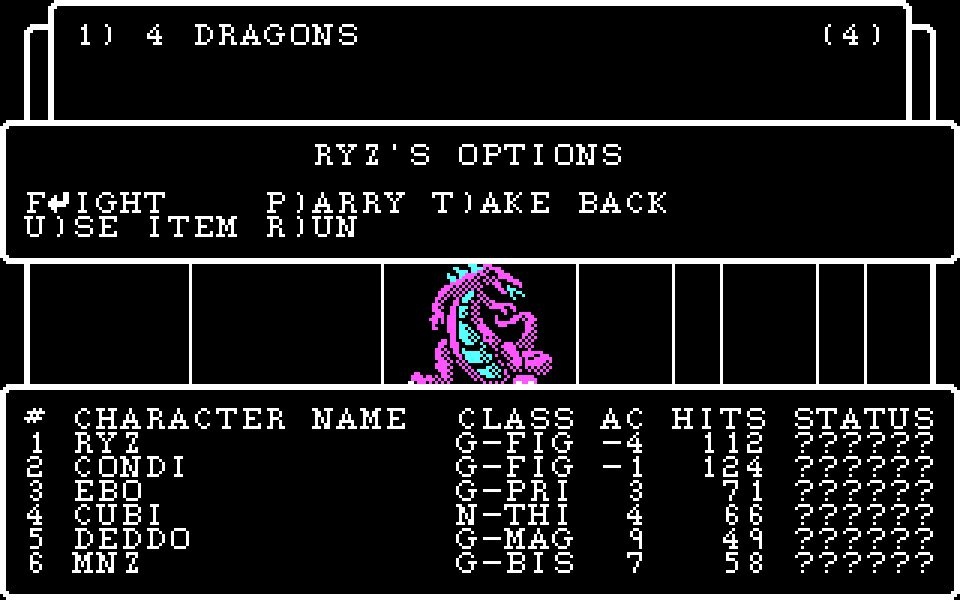 1) 4 DRAGONS (4)
RYZ'S OPTIONS
F↵IGHT P)ARRY T)AKE BACK
U)SE ITEM R)UN
# CHARACTER NAME CLASS AC HITS STATUS
1 RYZ G-FIG -4 112 ??????
2 CONDI G-FIG -1 124 ??????
3 EBO G-PRI 3 71 ??????
4 CUBI N-THI 4 66 ??????
5 DEDDO G-MAG 9 49 ??????
6 MNZ G-BIS 7 58 ??????